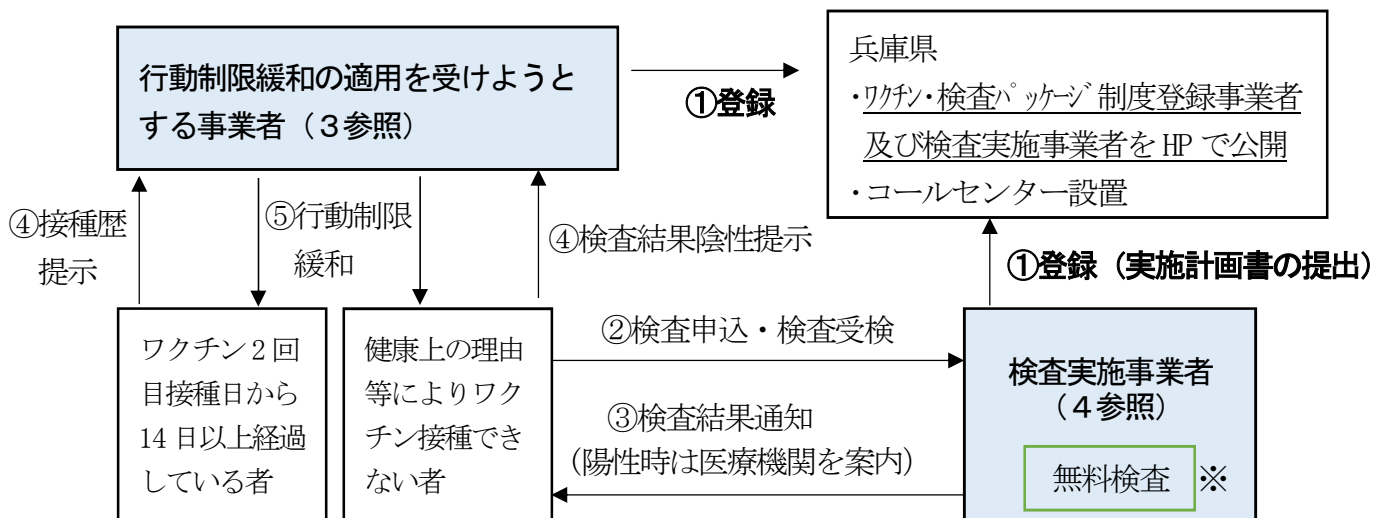 行動制限緩和の適用を受けようと
する事業者(3参照)
①登録
兵庫県
・ﾜｸﾁﾝ・検査ﾊﾟｯｹｰｼﾞ制度登録事業者
及び検査実施事業者を HP で公開
・コールセンター設置
④接種歴
提示
⑤行動制限
緩和
④検査結果陰性提示
①登録(実施計画書の提出)
ワクチン2回
目接種日から
14 日以上経過
している者
健康上の理由
等によりワク
チン接種でき
ない者
②検査申込・検査受検
③検査結果通知
(陽性時は医療機関を案内)
検査実施事業者
(4参照)
無料検査 ※